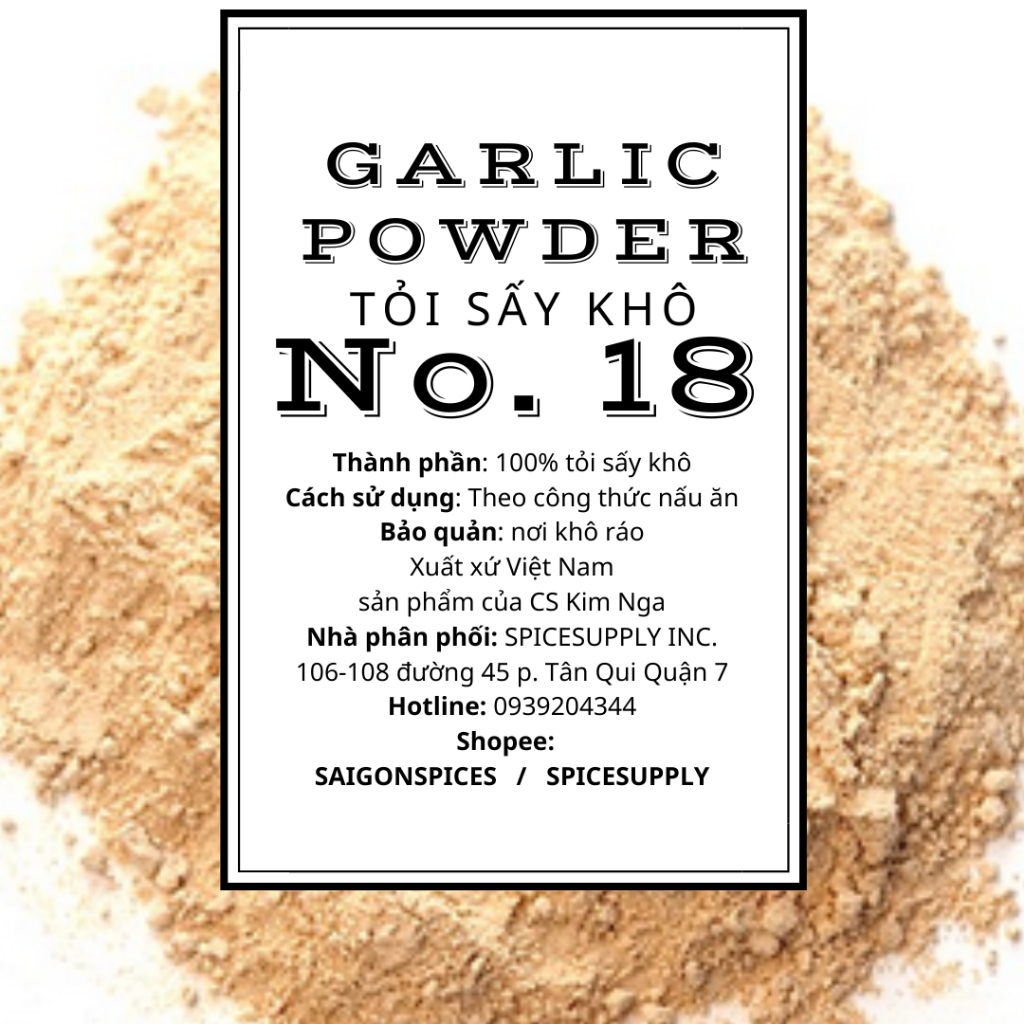 GARLIC
POWDER
TỎI SẤY KHÔ
No. 18
Thành phần: 100% tỏi sấy khô
Cách sử dụng: Theo công thức nấu ăn
Bảo quản: nơi khô ráo
Xuất xứ Việt Nam
sản phẩm của CS Kim Nga
Nhà phân phối: SPICESUPPLY INC.
106-108 đường 45 p. Tân Qui Quận 7
Hotline: 0939204344
Shopee:
SAIGONSPICES / SPICESUPPLY